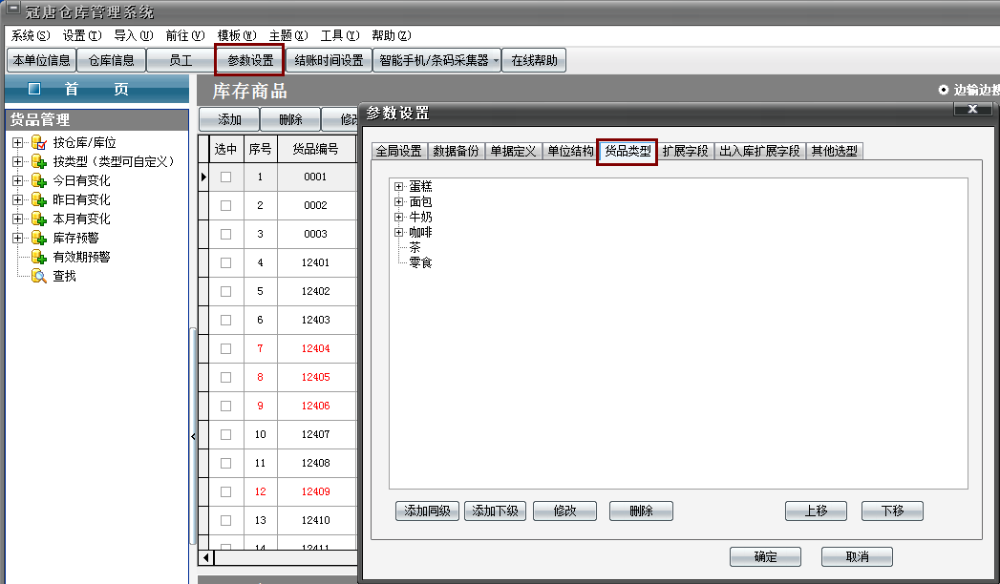 冠唐仓库管理系统
系统(S) 设置(T) 导入(U) 前往(V) 模板(W) 主题(X) 工具(Y) 帮助(Z)
本单位信息 仓库信息 员工 参数设置 结账时间设置 智能手机/条码采集器 在线帮助
首 页
货品管理
按仓库/库位
按类型（类型可自定义）
今日有变化
昨日有变化
本月有变化
库存预警
有效期预警
查找
库存商品
边输边搜
添加 删除 修改
选中 序号 货品编号
1 0001
2 0002
3 0003
4 12401
5 12402
6 12403
7 12404
8 12405
9 12406
10 12407
11 12408
12 12409
13 12410
14 12411
参数设置
X
全局设置 数据备份 单据定义 单位结构 货品类型 扩展字段 出入库扩展字段 其他选型
蛋糕
面包
牛奶
咖啡
茶
零食
添加同级 添加下级 修改 删除 上移 下移
确定 取消